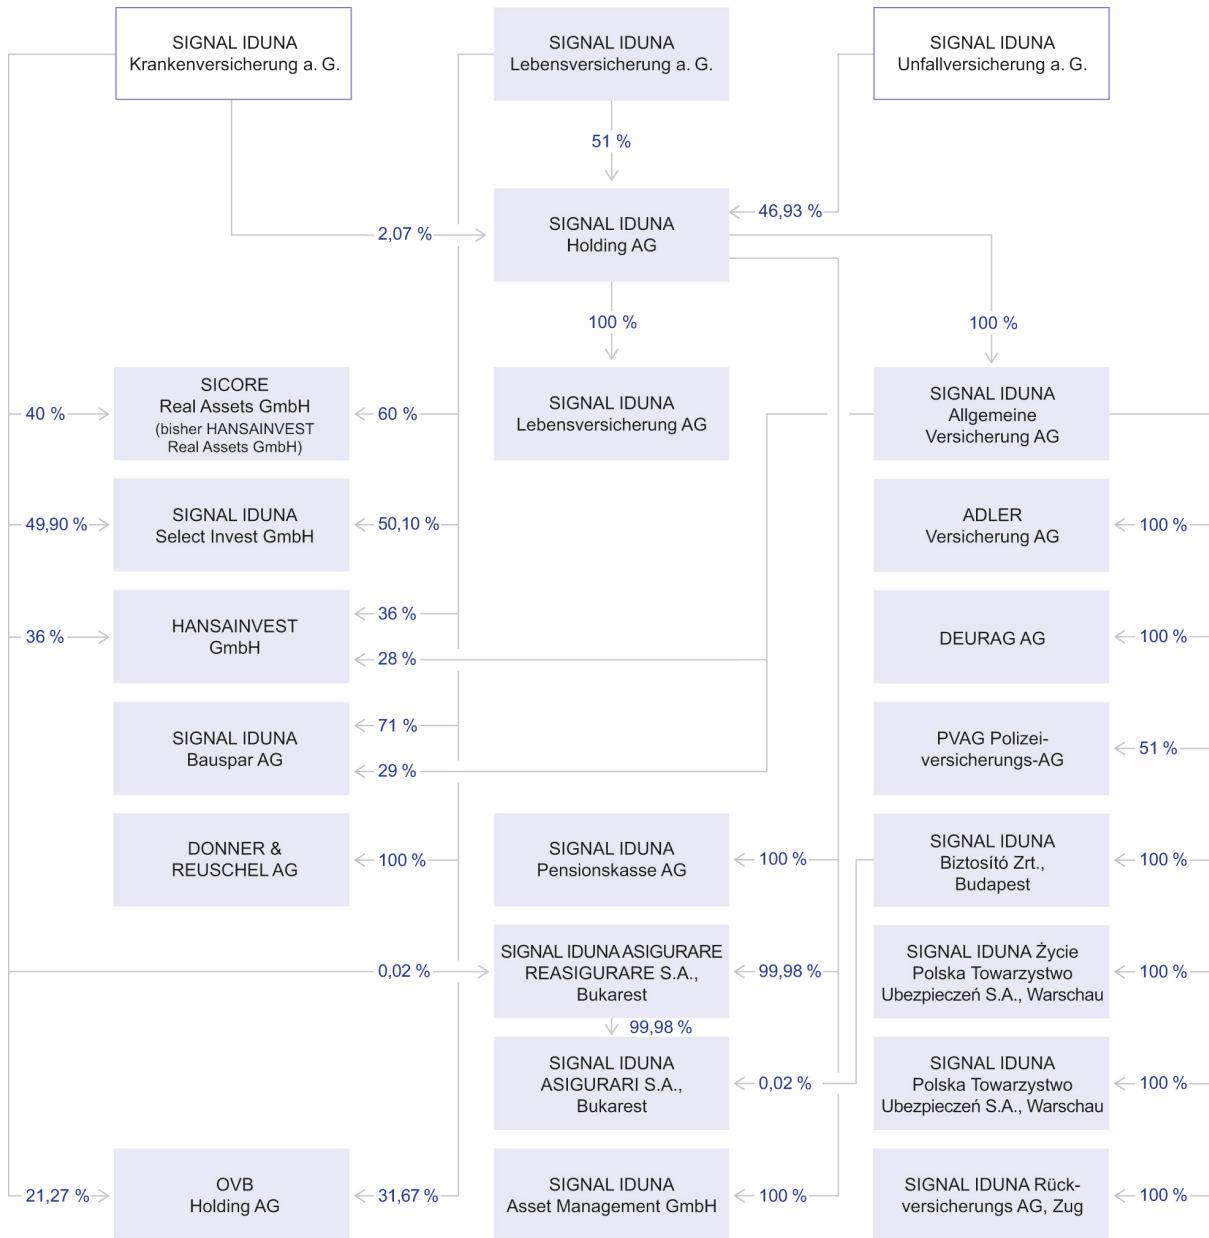 SIGNAL IDUNA
Krankenversicherung a. G.
SIGNAL IDUNA
Lebensversicherung a. G.
SIGNAL IDUNA
Unfallversicherung a. G.
51 %
46,93 %
2,07 %
SIGNAL IDUNA
Holding AG
100 %
100 %
40 %
SICORE
Real Assets GmbH
(bisher HANSAINVEST
Real Assets GmbH)
60 %
SIGNAL IDUNA
Lebensversicherung AG
SIGNAL IDUNA
Allgemeine
Versicherung AG
49,90 %
SIGNAL IDUNA
Select Invest GmbH
50,10 %
ADLER
Versicherung AG
100 %
36 %
HANSAINVEST
GmbH
36 %
28 %
DEURAG AG
100 %
SIGNAL IDUNA
Bauspar AG
71 %
29 %
PVAG Polizei-
versicherungs-AG
51 %
DONNER &
REUSCHEL AG
100 %
SIGNAL IDUNA
Pensionskasse AG
100 %
SIGNAL IDUNA
Biztosító Zrt.,
Budapest
100 %
0,02 %
SIGNAL IDUNA ASIGURARE
REASIGURARE S.A.,
Bukarest
99,98 %
SIGNAL IDUNA Życie
Polska Towarzystwo
Ubezpieczeń S.A., Warschau
100 %
99,98 %
SIGNAL IDUNA
ASIGURARI S.A.,
Bukarest
0,02 %
SIGNAL IDUNA
Polska Towarzystwo
Ubezpieczeń S.A., Warschau
100 %
21,27 %
OVB
Holding AG
31,67 %
SIGNAL IDUNA
Asset Management GmbH
100 %
SIGNAL IDUNA Rück-
versicherungs AG, Zug
100 %